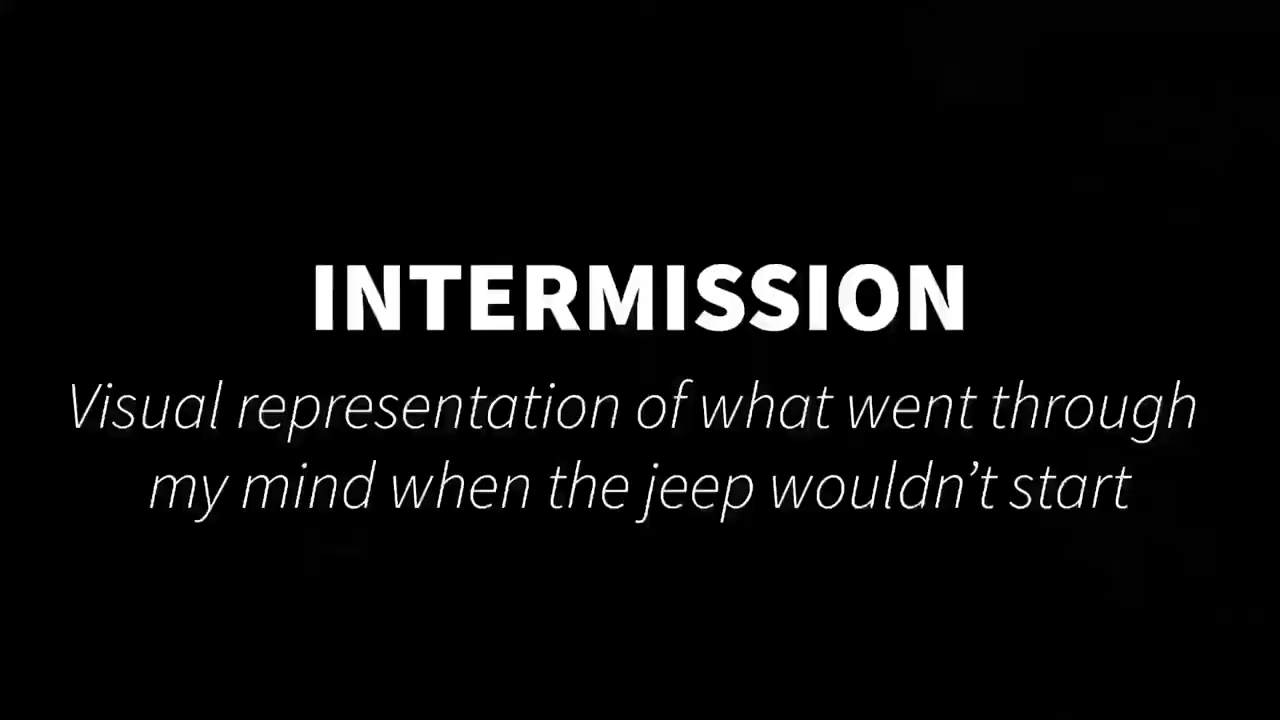 INTERMISSION
Visual representation of what went through
my mind when the jeep wouldn’t start